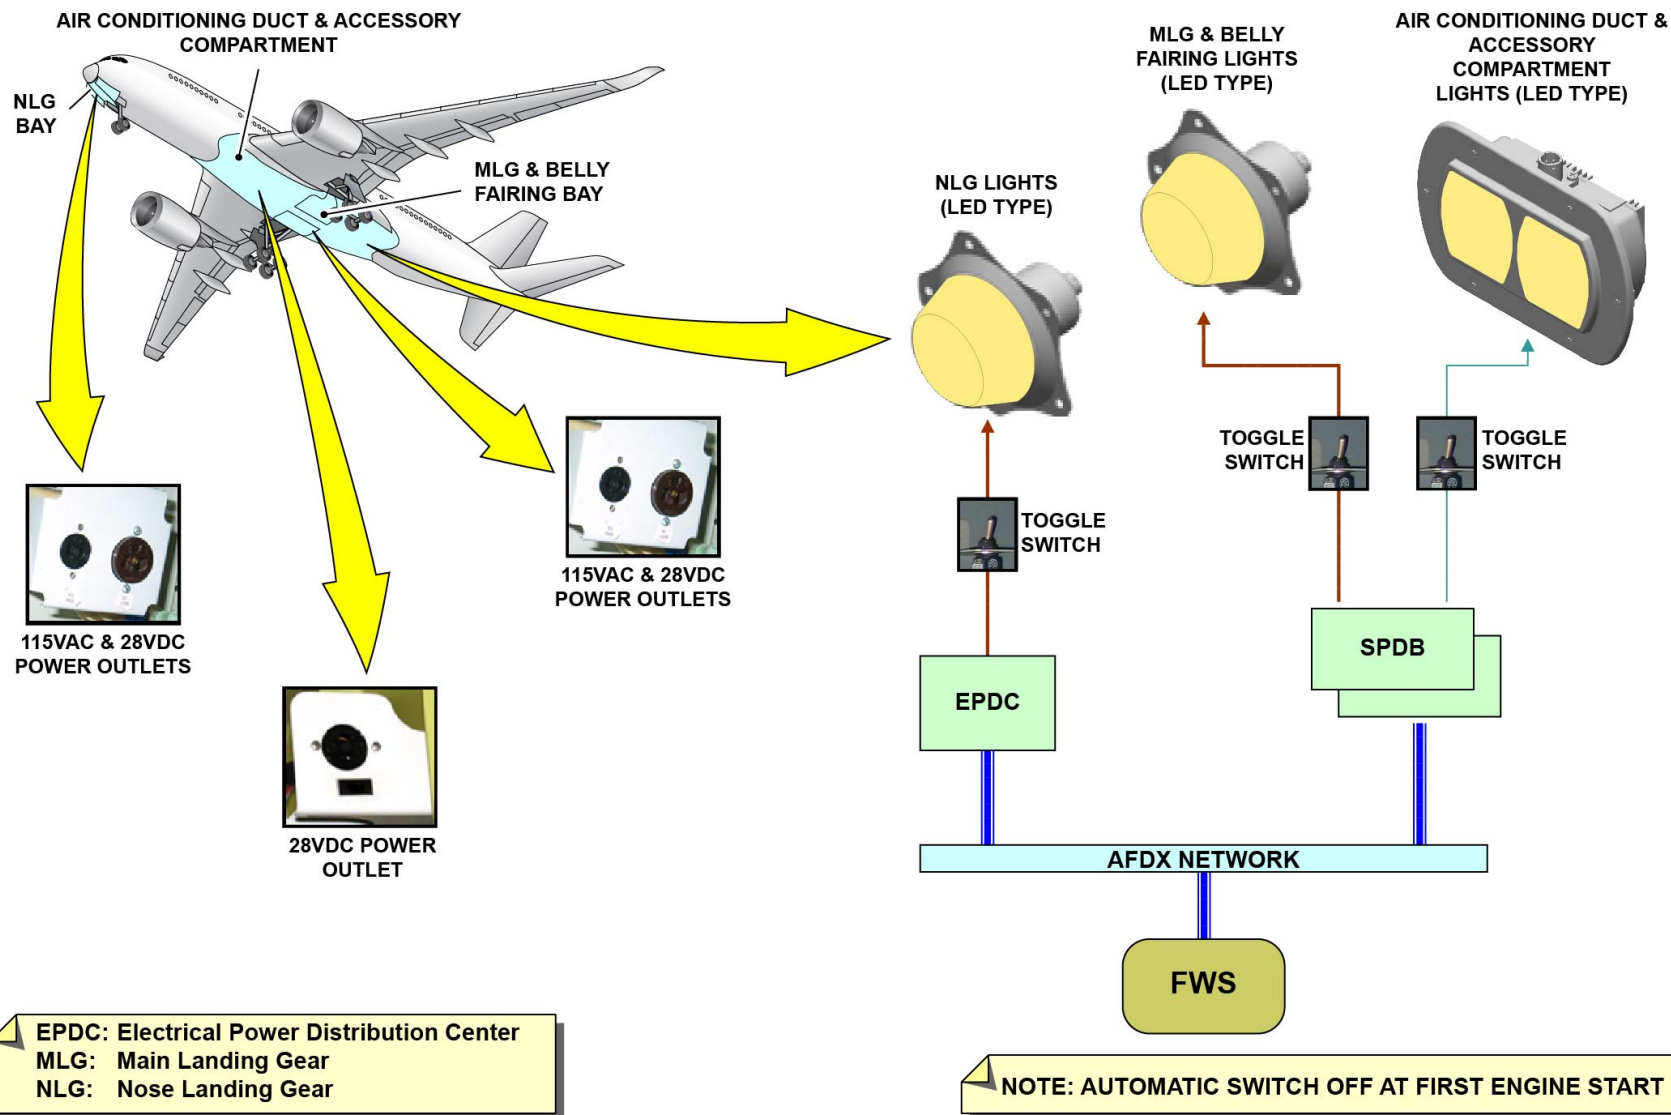 AIR CONDITIONING DUCT & ACCESSORY
COMPARTMENT
NLG
BAY
MLG & BELLY
FAIRING BAY
115VAC & 28VDC
POWER OUTLETS
28VDC POWER
OUTLET
115VAC & 28VDC
POWER OUTLETS
NLG LIGHTS
(LED TYPE)
MLG & BELLY
FAIRING LIGHTS
(LED TYPE)
AIR CONDITIONING DUCT &
ACCESSORY
COMPARTMENT
LIGHTS (LED TYPE)
TOGGLE
SWITCH
TOGGLE
SWITCH
TOGGLE
SWITCH
EPDC
SPDB
AFDX NETWORK
FWS
EPDC: Electrical Power Distribution Center
MLG: Main Landing Gear
NLG: Nose Landing Gear
NOTE: AUTOMATIC SWITCH OFF AT FIRST ENGINE START